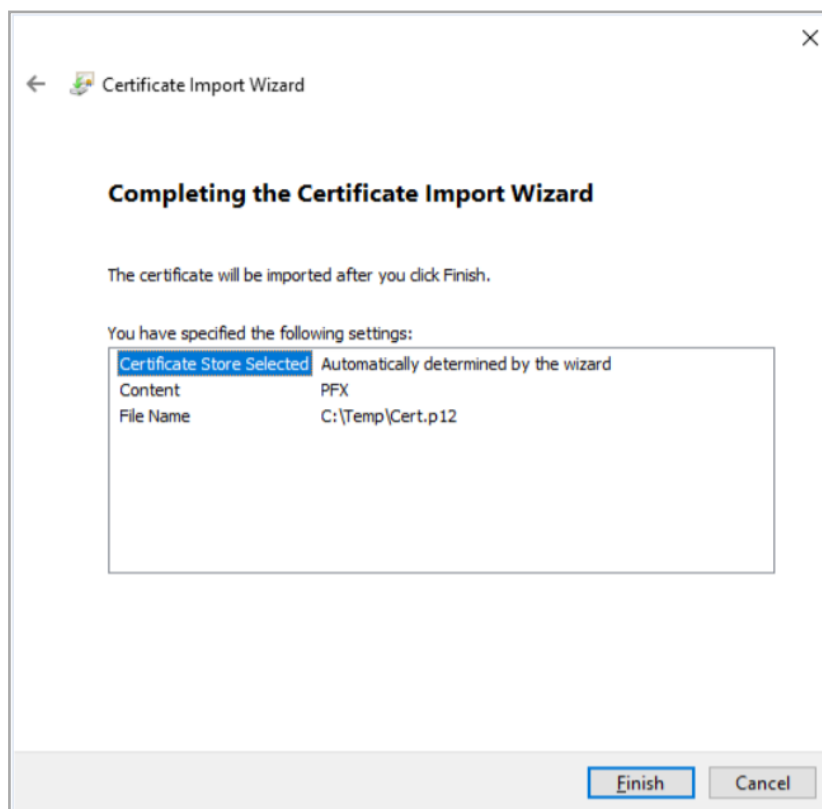 Certificate Import Wizard
Completing the Certificate Import Wizard
The certificate will be imported after you click Finish.
You have specified the following settings:
Certificate Store Selected Automatically determined by the wizard
Content PFX
File Name C:\Temp\Cert.p12
Finish Cancel